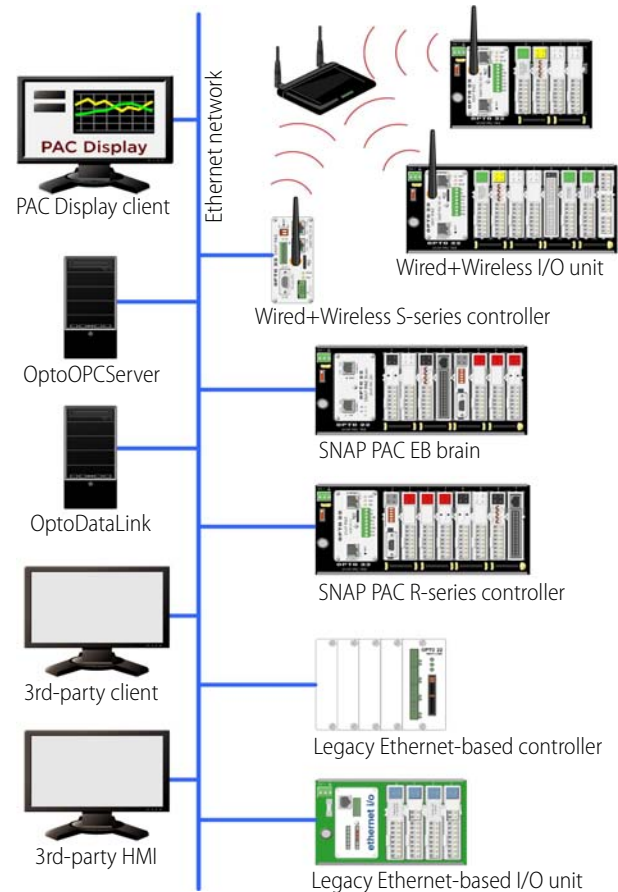 PAC Display
PAC Display client
Ethernet network
Wired+Wireless I/O unit
Wired+Wireless S-series controller
OptoOPCServer
SNAP PAC EB brain
OptoDataLink
SNAP PAC R-series controller
3rd-party client
OPTO 22
Legacy Ethernet-based controller
ethernet i/o
3rd-party HMI
Legacy Ethernet-based I/O unit